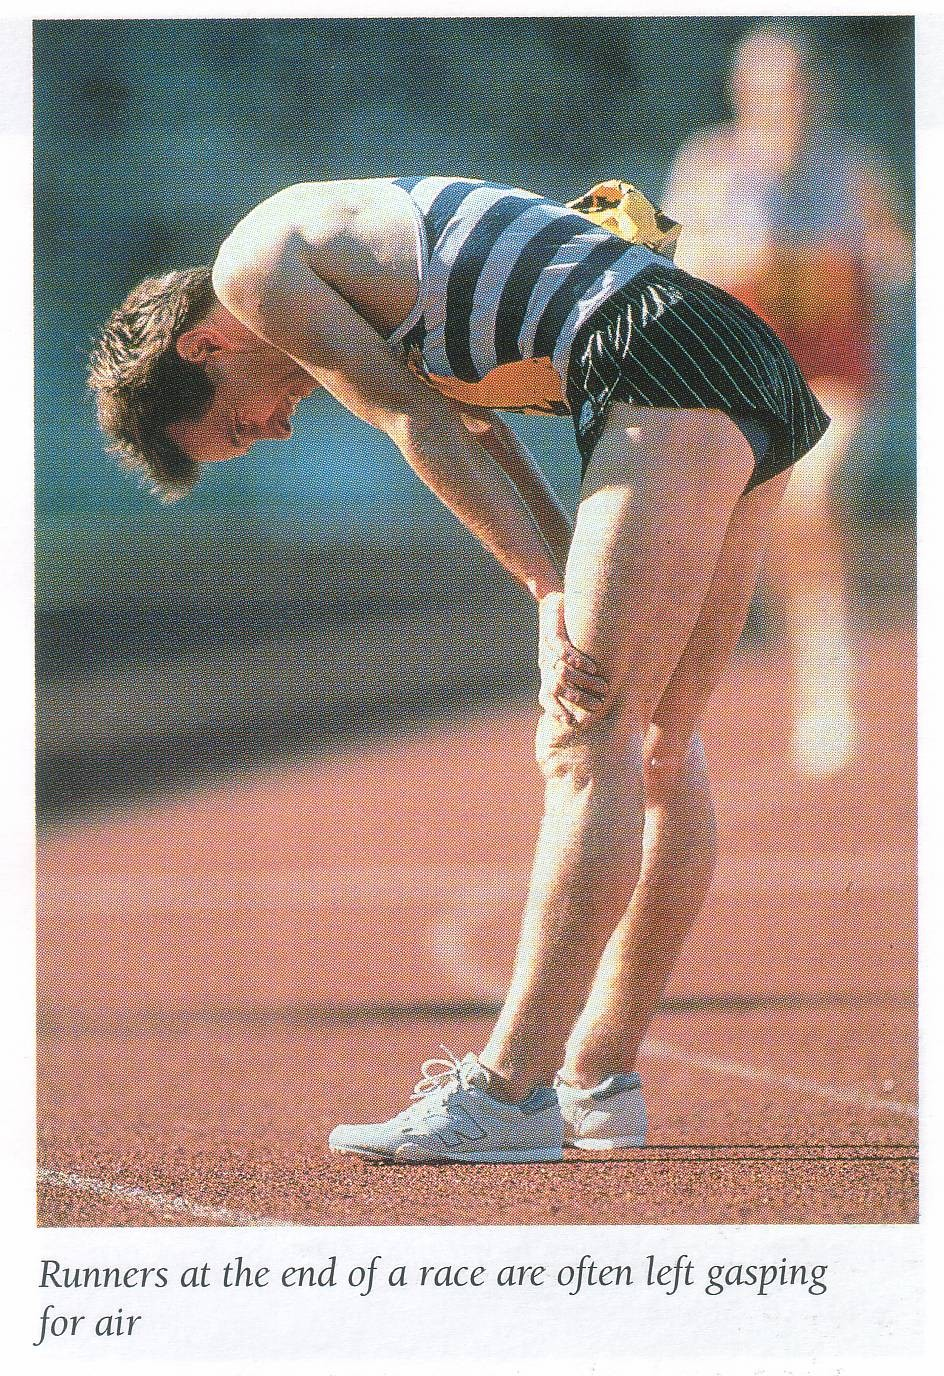 Runners at the end of a race are often left gasping
for air